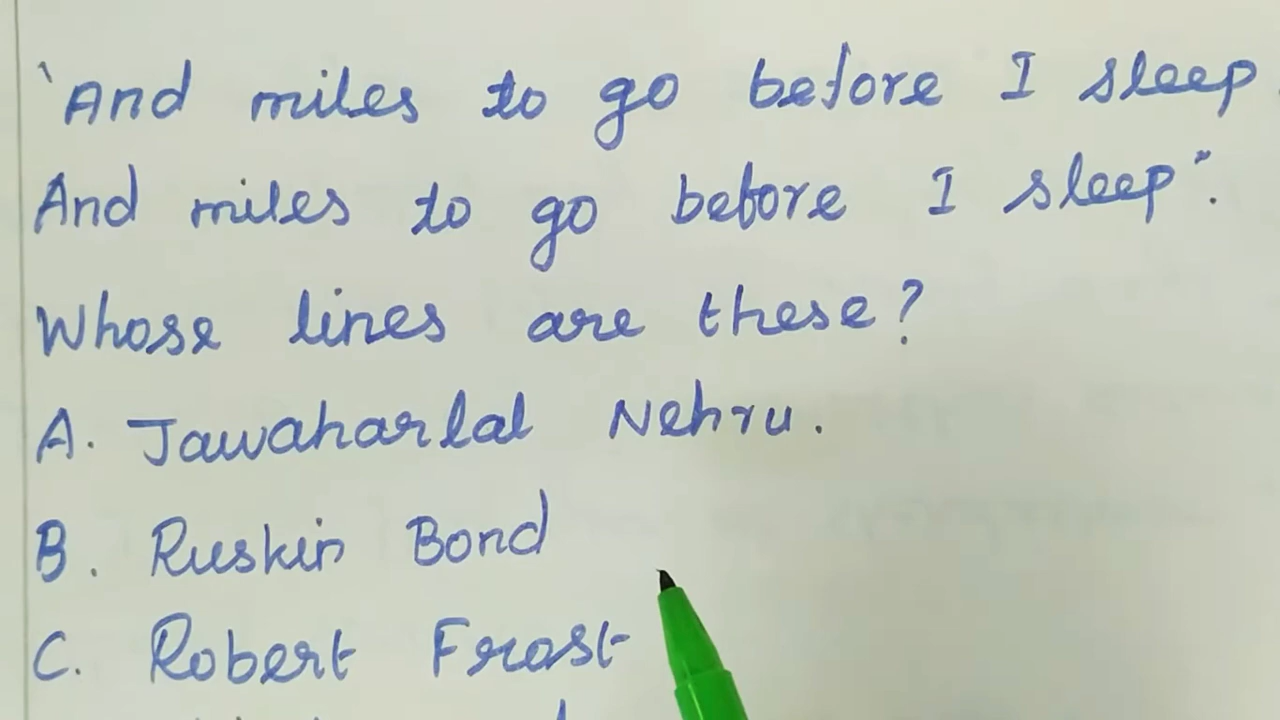 `And miles to go before I sleep.
And miles to go before I sleep".
Whose lines are these?
A. Jawaharlal Nehru.
B. Ruskin Bond
C. Robert Frost